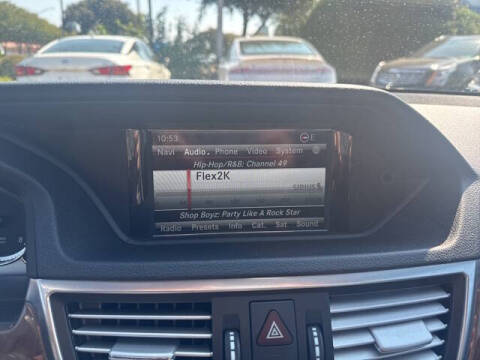 10:53 E
Navi Audio Phone Video System
Hip-Hop/R&B: Channel 49
Flex2K
SIRIUS
Shop Boyz: Party Like A Rock Star
Radio Presets Info Cat. Sat Sound